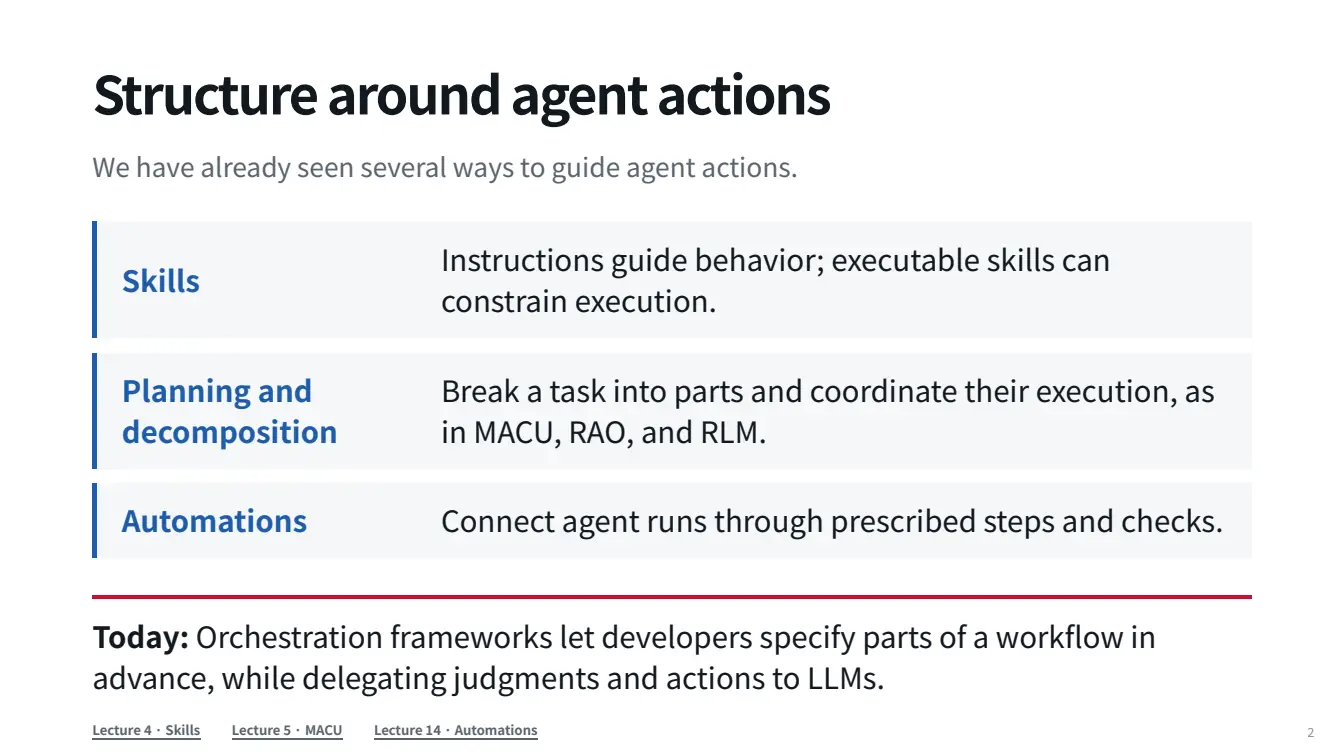 Structure around agent actions
We have already seen several ways to guide agent actions.
Skills
Instructions guide behavior; executable skills can
constrain execution.
Planning and
decomposition
Break a task into parts and coordinate their execution, as
in MACU, RAO, and RLM.
Automations
Connect agent runs through prescribed steps and checks.
Today: Orchestration frameworks let developers specify parts of a workflow in
advance, while delegating judgments and actions to LLMs.
Lecture 4 · Skills Lecture 5 · MACU Lecture 14 · Automations
2